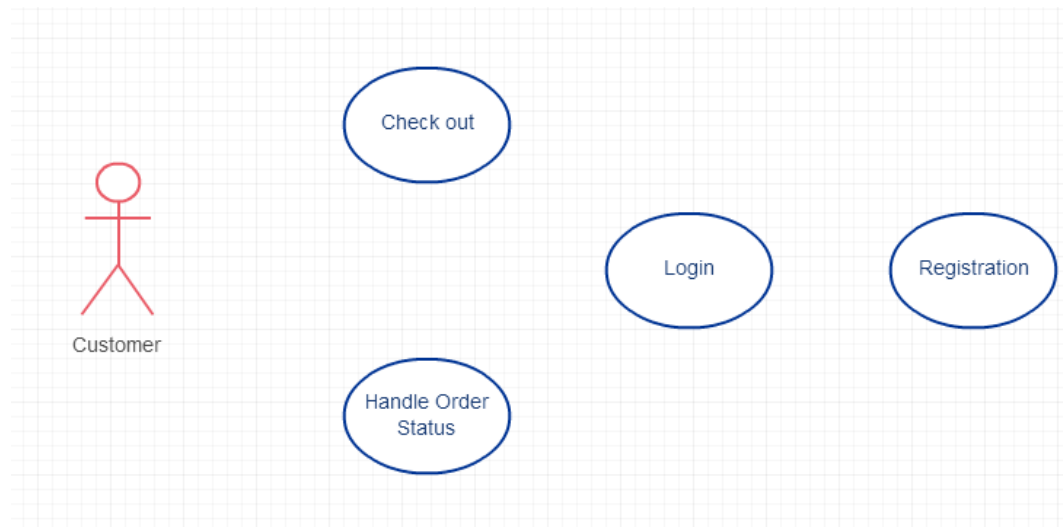 Check out
Login
Registration
Customer
Handle Order
Status